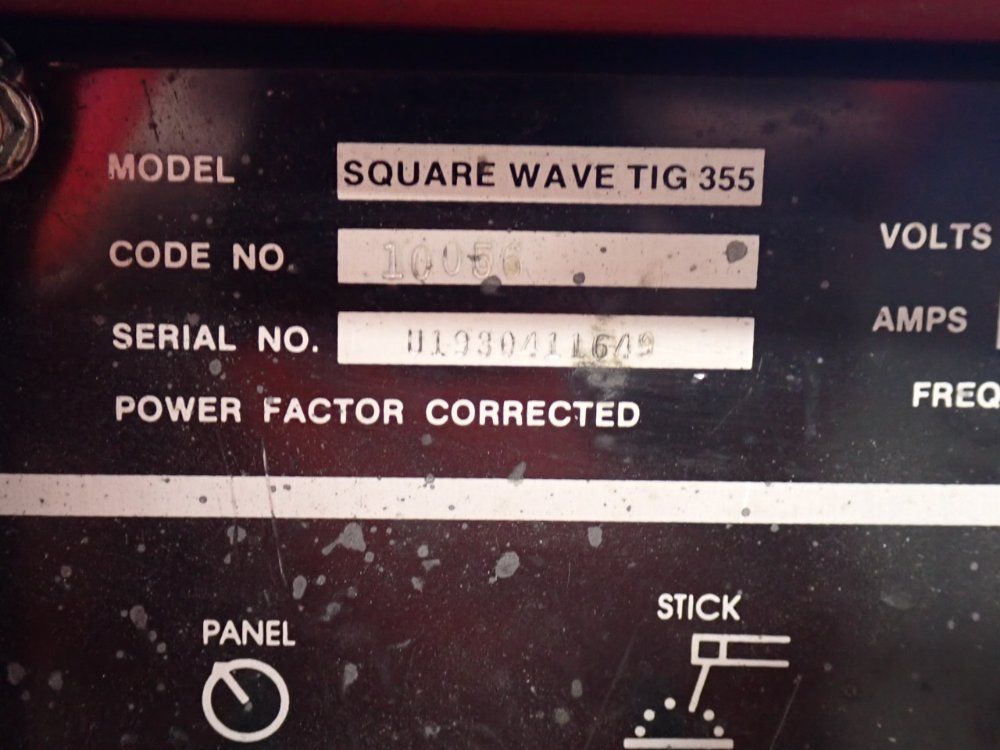 MODEL SQUARE WAVE TIG 355
CODE NO. 10056
VOLTS
SERIAL NO. U1930411649
AMPS
POWER FACTOR CORRECTED
FREQ
PANEL
STICK